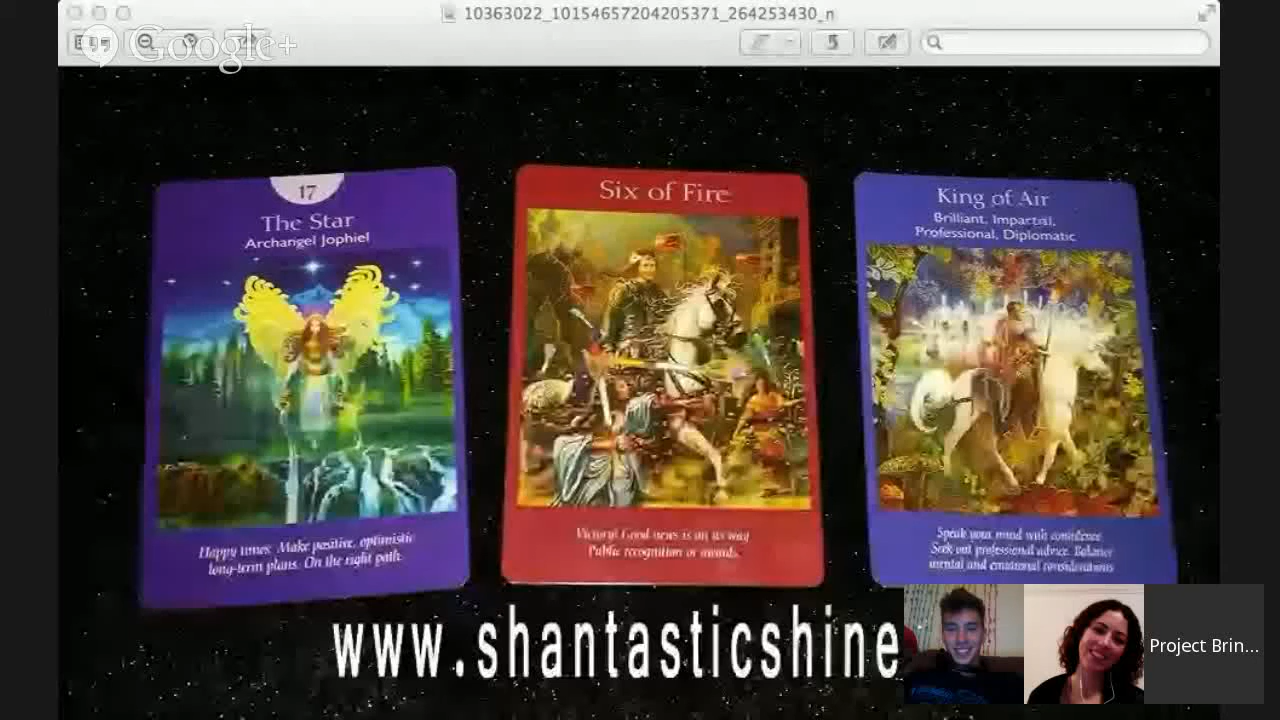 10363022_10154657204205371_264253430_n
Google+
17
The Star
Archangel Jophiel
Happy times. Make positive, optimistic
long-term plans. On the right path.
Six of Fire
Victory! Good news is on its way
Public recognition or awards.
King of Air
Brilliant, Impartial,
Professional, Diplomatic
Speak your mind with confidence
Seek out professional advice. Balance
mental and emotional considerations
www.shantasticshine
Project Brin...